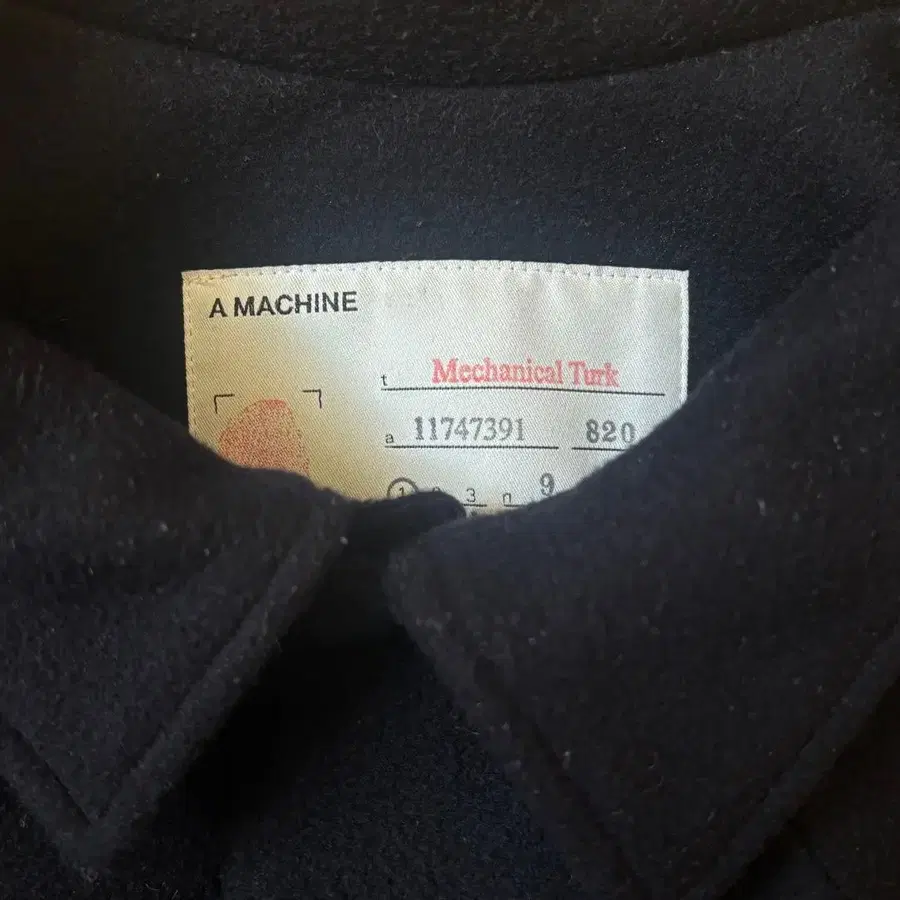 A MACHINE
t Mechanical Turk
a 11747391 820
1 3 n 9